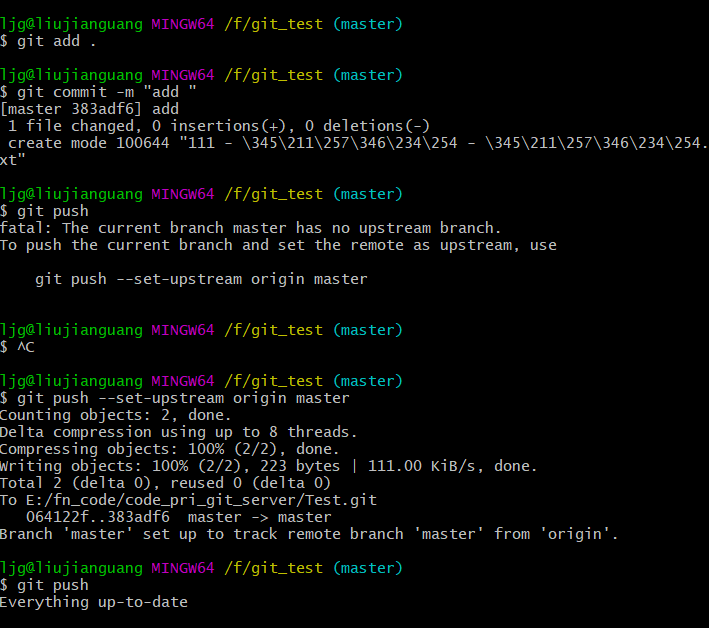 ljg@liujianguang MINGW64 /f/git_test (master)
$ git add .
ljg@liujianguang MINGW64 /f/git_test (master)
$ git commit -m "add "
[master 383adf6] add
1 file changed, 0 insertions(+), 0 deletions(-)
create mode 100644 "111 - \345\211\257\346\234\254 - \345\211\257\346\234\254.
xt"
ljg@liujianguang MINGW64 /f/git_test (master)
$ git push
fatal: The current branch master has no upstream branch.
To push the current branch and set the remote as upstream, use
git push --set-upstream origin master
ljg@liujianguang MINGW64 /f/git_test (master)
$ ^C
ljg@liujianguang MINGW64 /f/git_test (master)
$ git push --set-upstream origin master
Counting objects: 2, done.
Delta compression using up to 8 threads.
Compressing objects: 100% (2/2), done.
Writing objects: 100% (2/2), 223 bytes | 111.00 KiB/s, done.
Total 2 (delta 0), reused 0 (delta 0)
To E:/fn_code/code_pri_git_server/Test.git
064122f..383adf6  master -> master
Branch 'master' set up to track remote branch 'master' from 'origin'.
ljg@liujianguang MINGW64 /f/git_test (master)
$ git push
Everything up-to-date